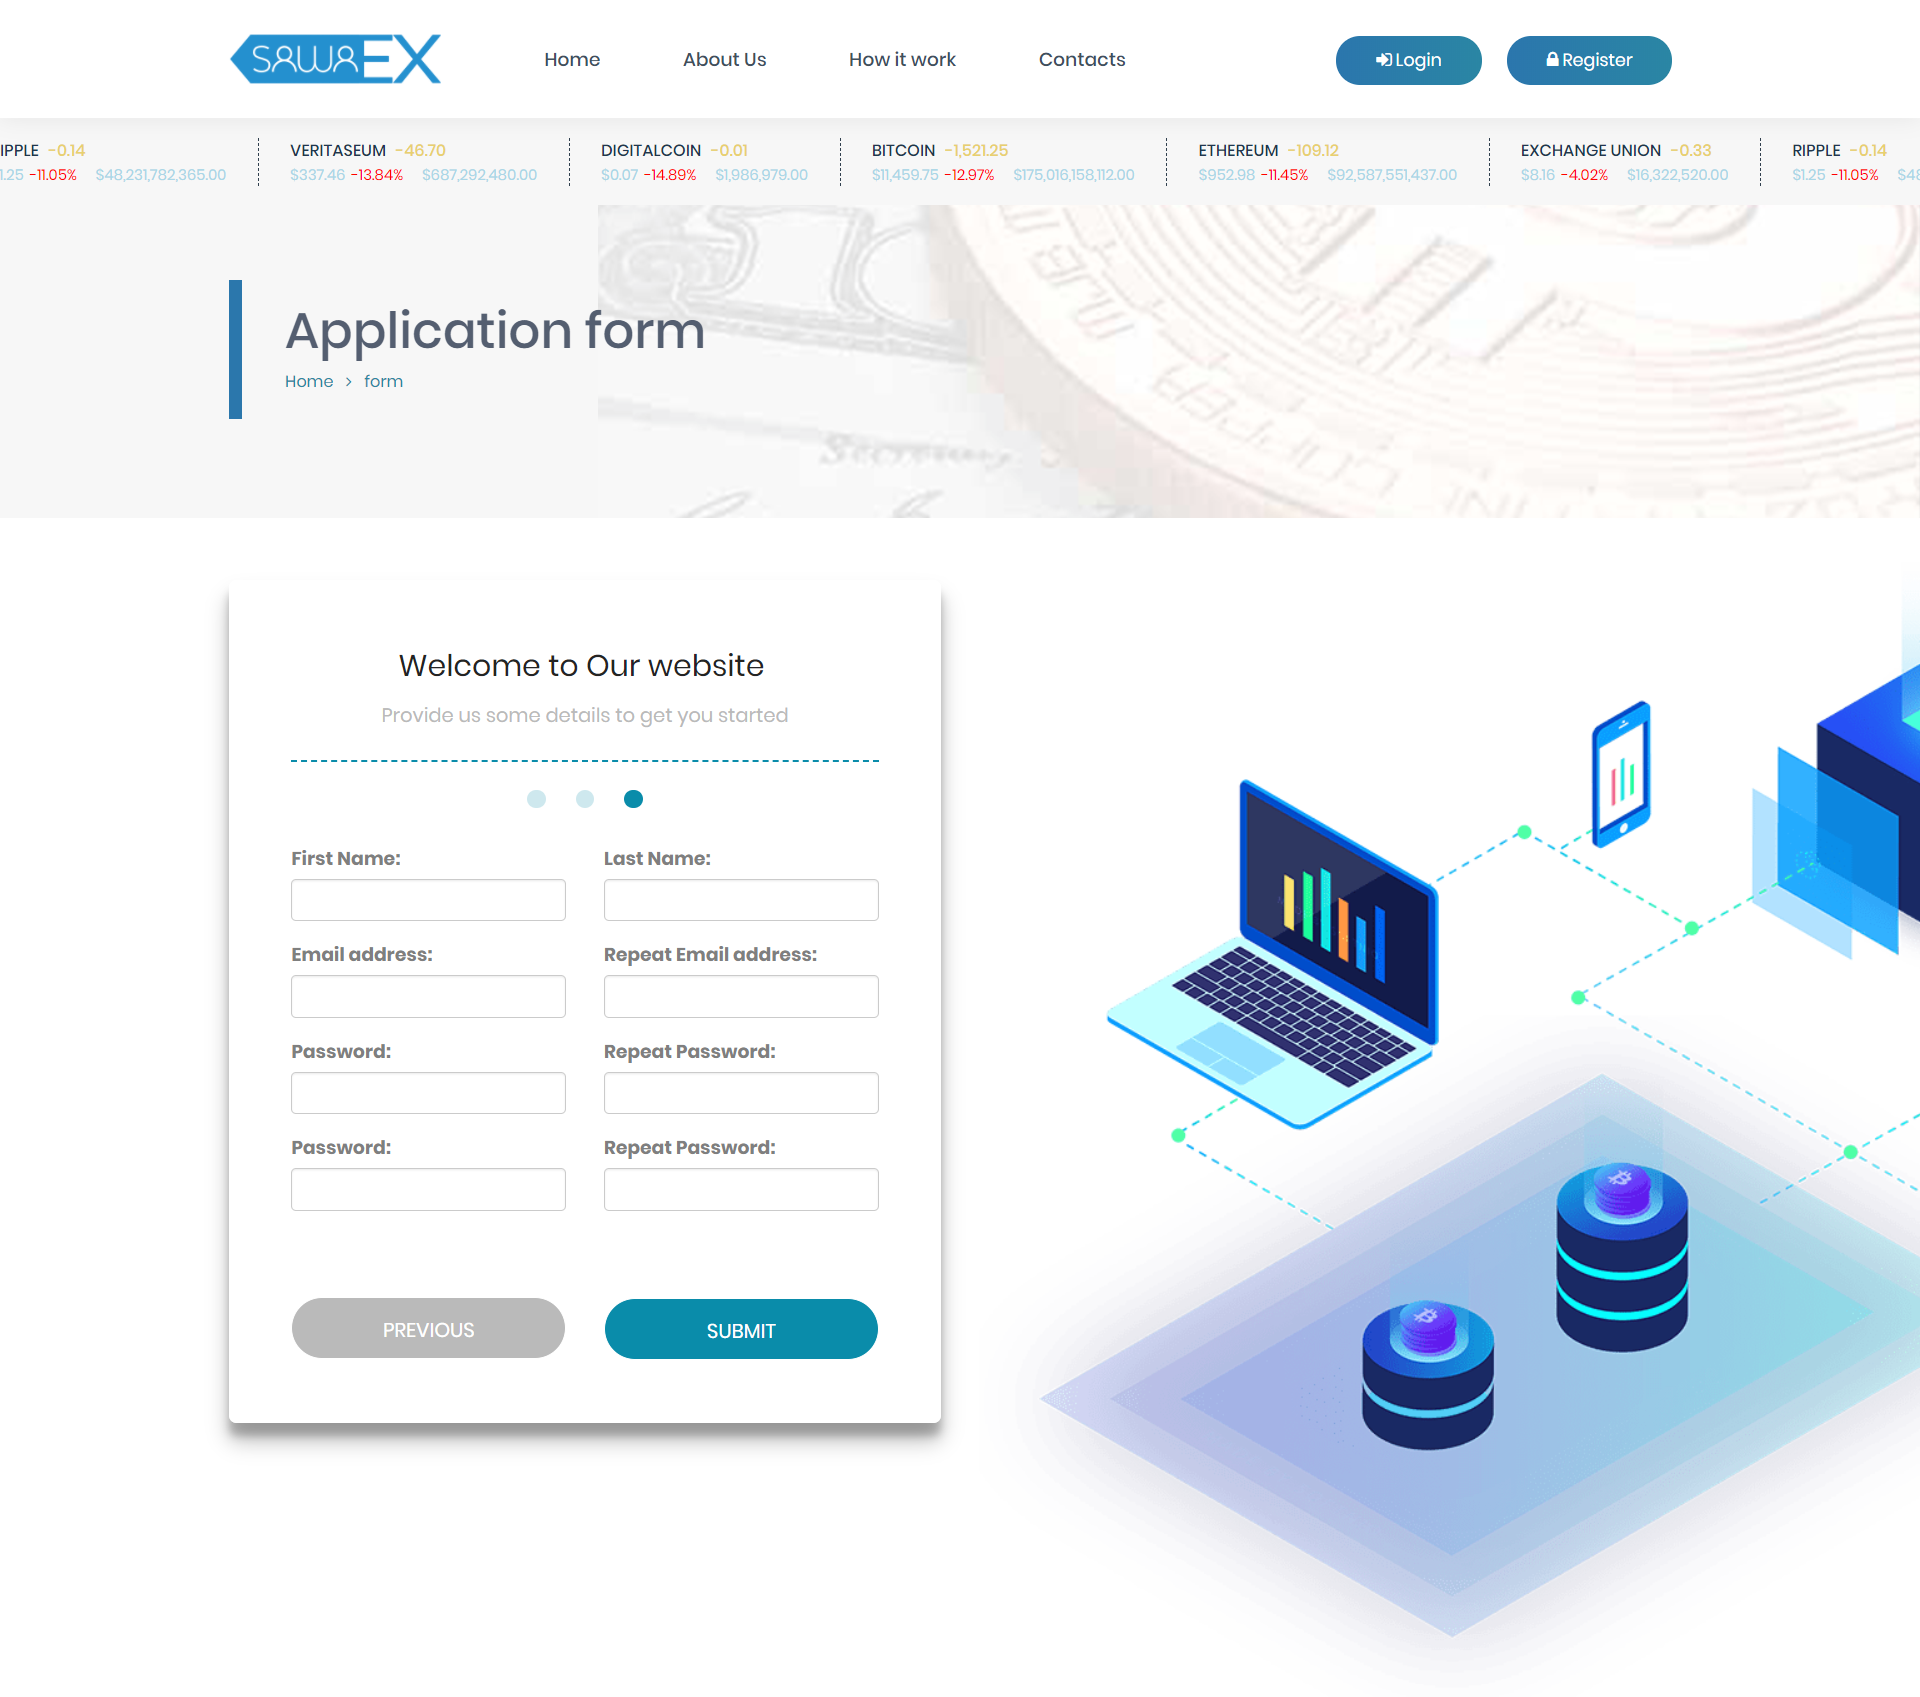 SAWAEX
Home
About Us
How it work
Contacts
Login
Register
IPPLE -0.14
1.25 -11.05% $48,231,782,365.00
VERITASEUM -46.70
$337.46 -13.84% $687,292,480.00
DIGITALCOIN -0.01
$0.07 -14.89% $1,986,979.00
BITCOIN -1,521.25
$11,459.75 -12.97% $175,016,158,112.00
ETHEREUM -109.12
$952.98 -11.45% $92,587,551,437.00
EXCHANGE UNION -0.33
$8.16 -4.02% $16,322,520.00
RIPPLE -0.14
$1.25 -11.05% $48
COPPER
Application form
Home > form
Welcome to Our website
Provide us some details to get you started
First Name:
Last Name:
Email address:
Repeat Email address:
Password:
Repeat Password:
Password:
Repeat Password:
PREVIOUS
SUBMIT